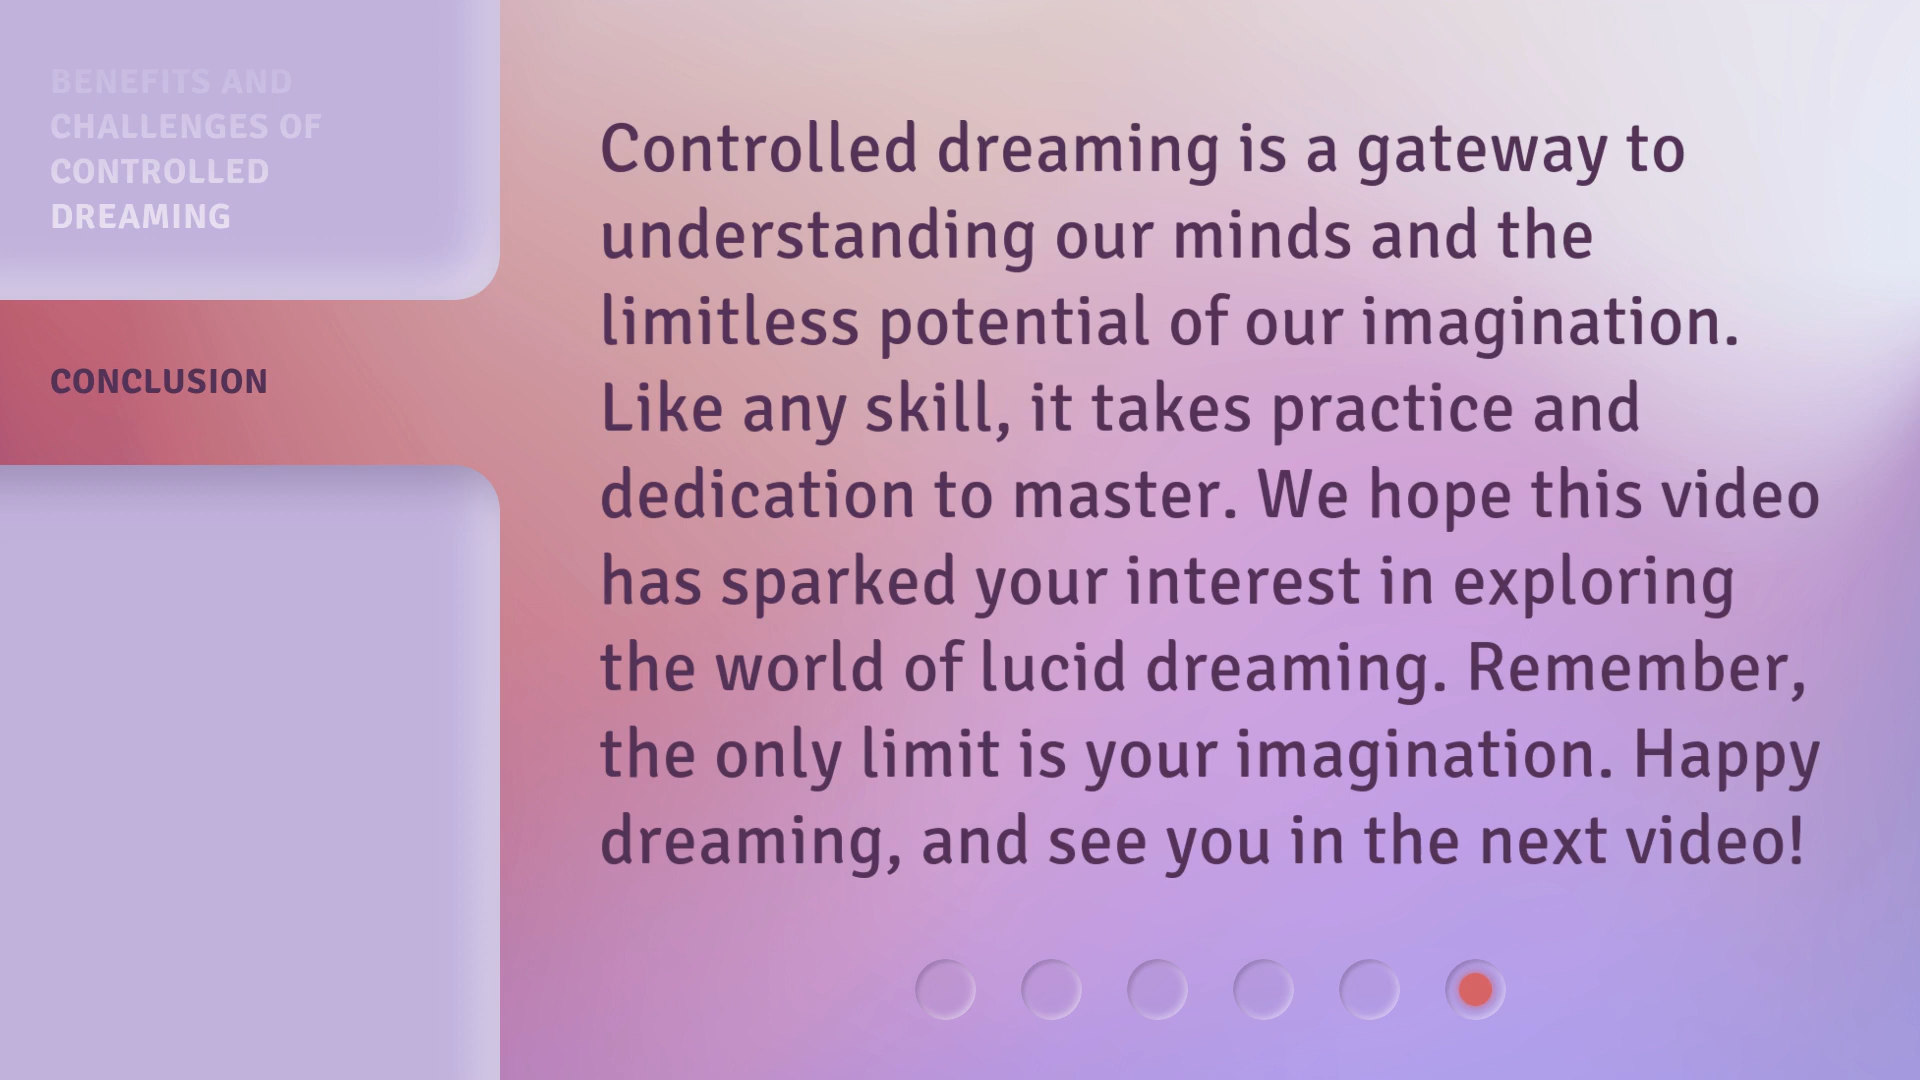 BENEFITS AND
CHALLENGES OF
CONTROLLED
DREAMING
CONCLUSION
Controlled dreaming is a gateway to
understanding our minds and the
limitless potential of our imagination.
Like any skill, it takes practice and
dedication to master. We hope this video
has sparked your interest in exploring
the world of lucid dreaming. Remember,
the only limit is your imagination. Happy
dreaming, and see you in the next video!